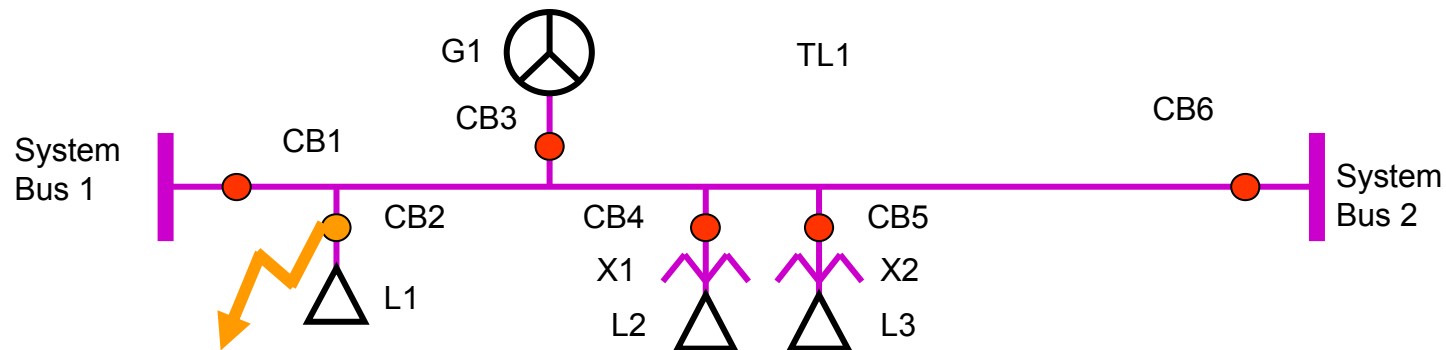 G1
TL1
CB3
CB6
CB1
System
Bus 1
System
Bus 2
CB2
CB4
CB5
X1
X2
L1
L2
L3